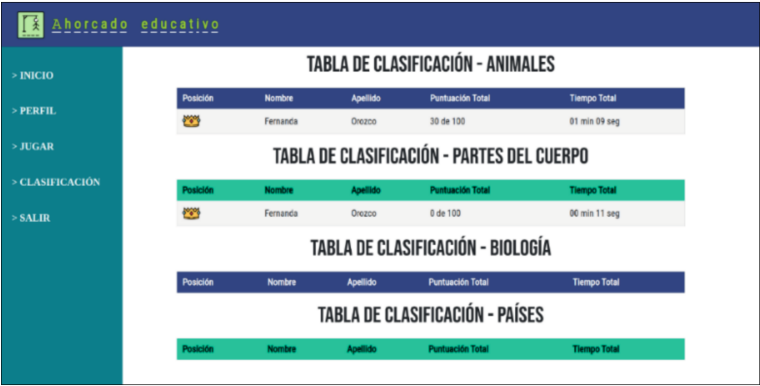 Ahorcado educativo
> INICIO
> PERFIL
> JUGAR
> CLASIFICACIÓN
> SALIR
TABLA DE CLASIFICACIÓN - ANIMALES
Posición Nombre Apellido Puntuación Total Tiempo Total
Fernanda Orozco 30 de 100 01 min 09 seg
TABLA DE CLASIFICACIÓN - PARTES DEL CUERPO
Posición Nombre Apellido Puntuación Total Tiempo Total
Fernanda Orozco 0 de 100 00 min 11 seg
TABLA DE CLASIFICACIÓN - BIOLOGÍA
Posición Nombre Apellido Puntuación Total Tiempo Total
TABLA DE CLASIFICACIÓN - PAÍSES
Posición Nombre Apellido Puntuación Total Tiempo Total